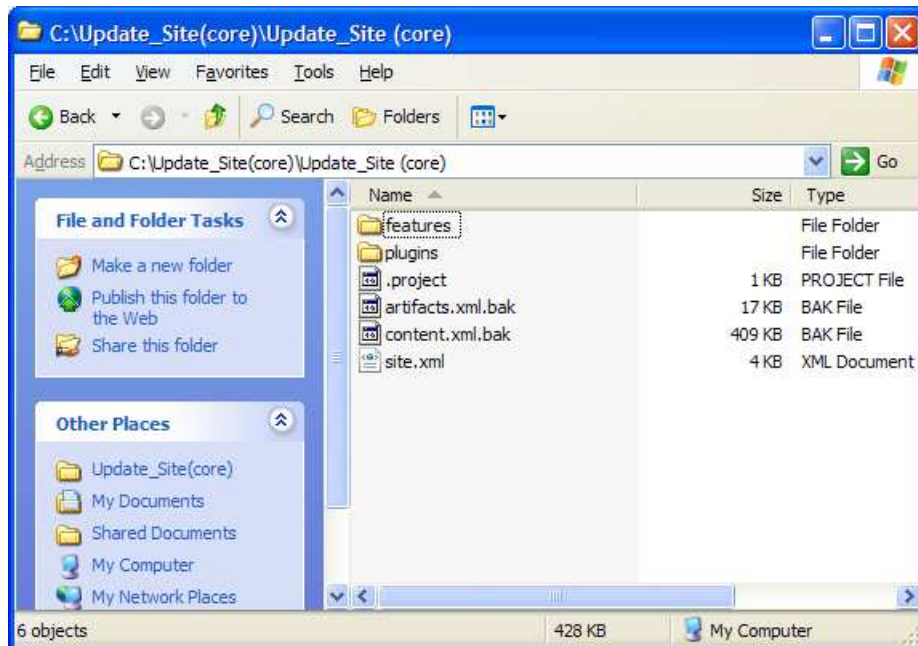 C:\Update_Site(core)\Update_Site (core)
File Edit View Favorites Tools Help
Back Search Folders
Address C:\Update_Site(core)\Update_Site (core) Go
File and Folder Tasks
Make a new folder
Publish this folder to
the Web
Share this folder
Other Places
Update_Site(core)
My Documents
Shared Documents
My Computer
My Network Places
Name Size Type
features File Folder
plugins File Folder
.project 1 KB PROJECT File
artifacts.xml.bak 17 KB BAK File
content.xml.bak 409 KB BAK File
site.xml 4 KB XML Document
6 objects 428 KB My Computer